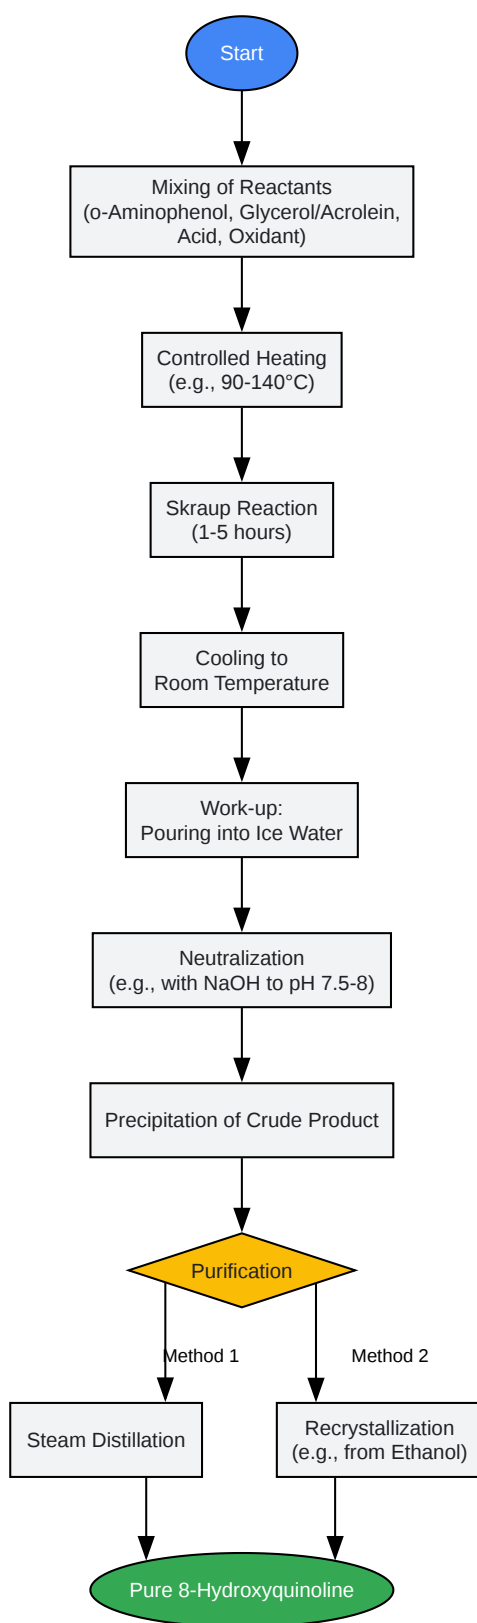 Start
Mixing of Reactants
(o-Aminophenol, Glycerol/Acrolein,
Acid, Oxidant)
Controlled Heating
(e.g., 90-140°C)
Skraup Reaction
(1-5 hours)
Cooling to
Room Temperature
Work-up:
Pouring into Ice Water
Neutralization
(e.g., with NaOH to pH 7.5-8)
Precipitation of Crude Product
Purification
Method 1
Method 2
Steam Distillation
Recrystallization
(e.g., from Ethanol)
Pure 8-Hydroxyquinoline